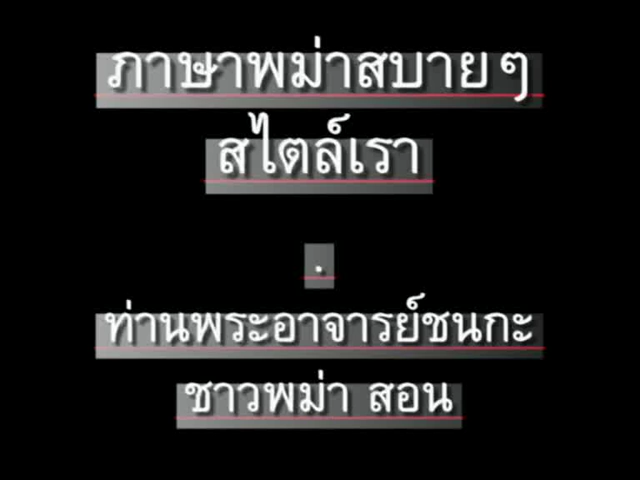 ภาษาพม่าสบายๆ
สไตล์เรา
.
ท่านพระอาจารย์ชนกะ
ชาวพม่า สอน